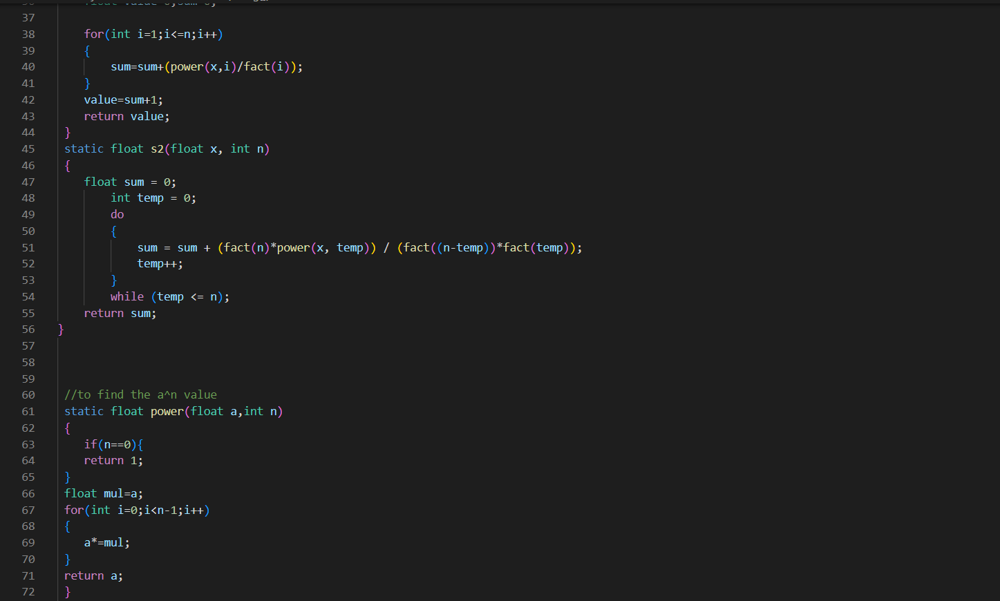 37
38 for(int i=1;i<=n;i++)
39 {
40 sum=sum+(power(x,i)/fact(i));
41 }
42 value=sum+1;
43 return value;
44 }
45 static float s2(float x, int n)
46 {
47 float sum = 0;
48 int temp = 0;
49 do
50 {
51 sum = sum + (fact(n)*power(x, temp)) / (fact((n-temp))*fact(temp));
52 temp++;
53 }
54 while (temp <= n);
55 return sum;
56 }
57
58
59
60 //to find the a^n value
61 static float power(float a,int n)
62 {
63 if(n==0){
64 return 1;
65 }
66 float mul=a;
67 for(int i=0;i<n-1;i++)
68 {
69 a*=mul;
70 }
71 return a;
72 }